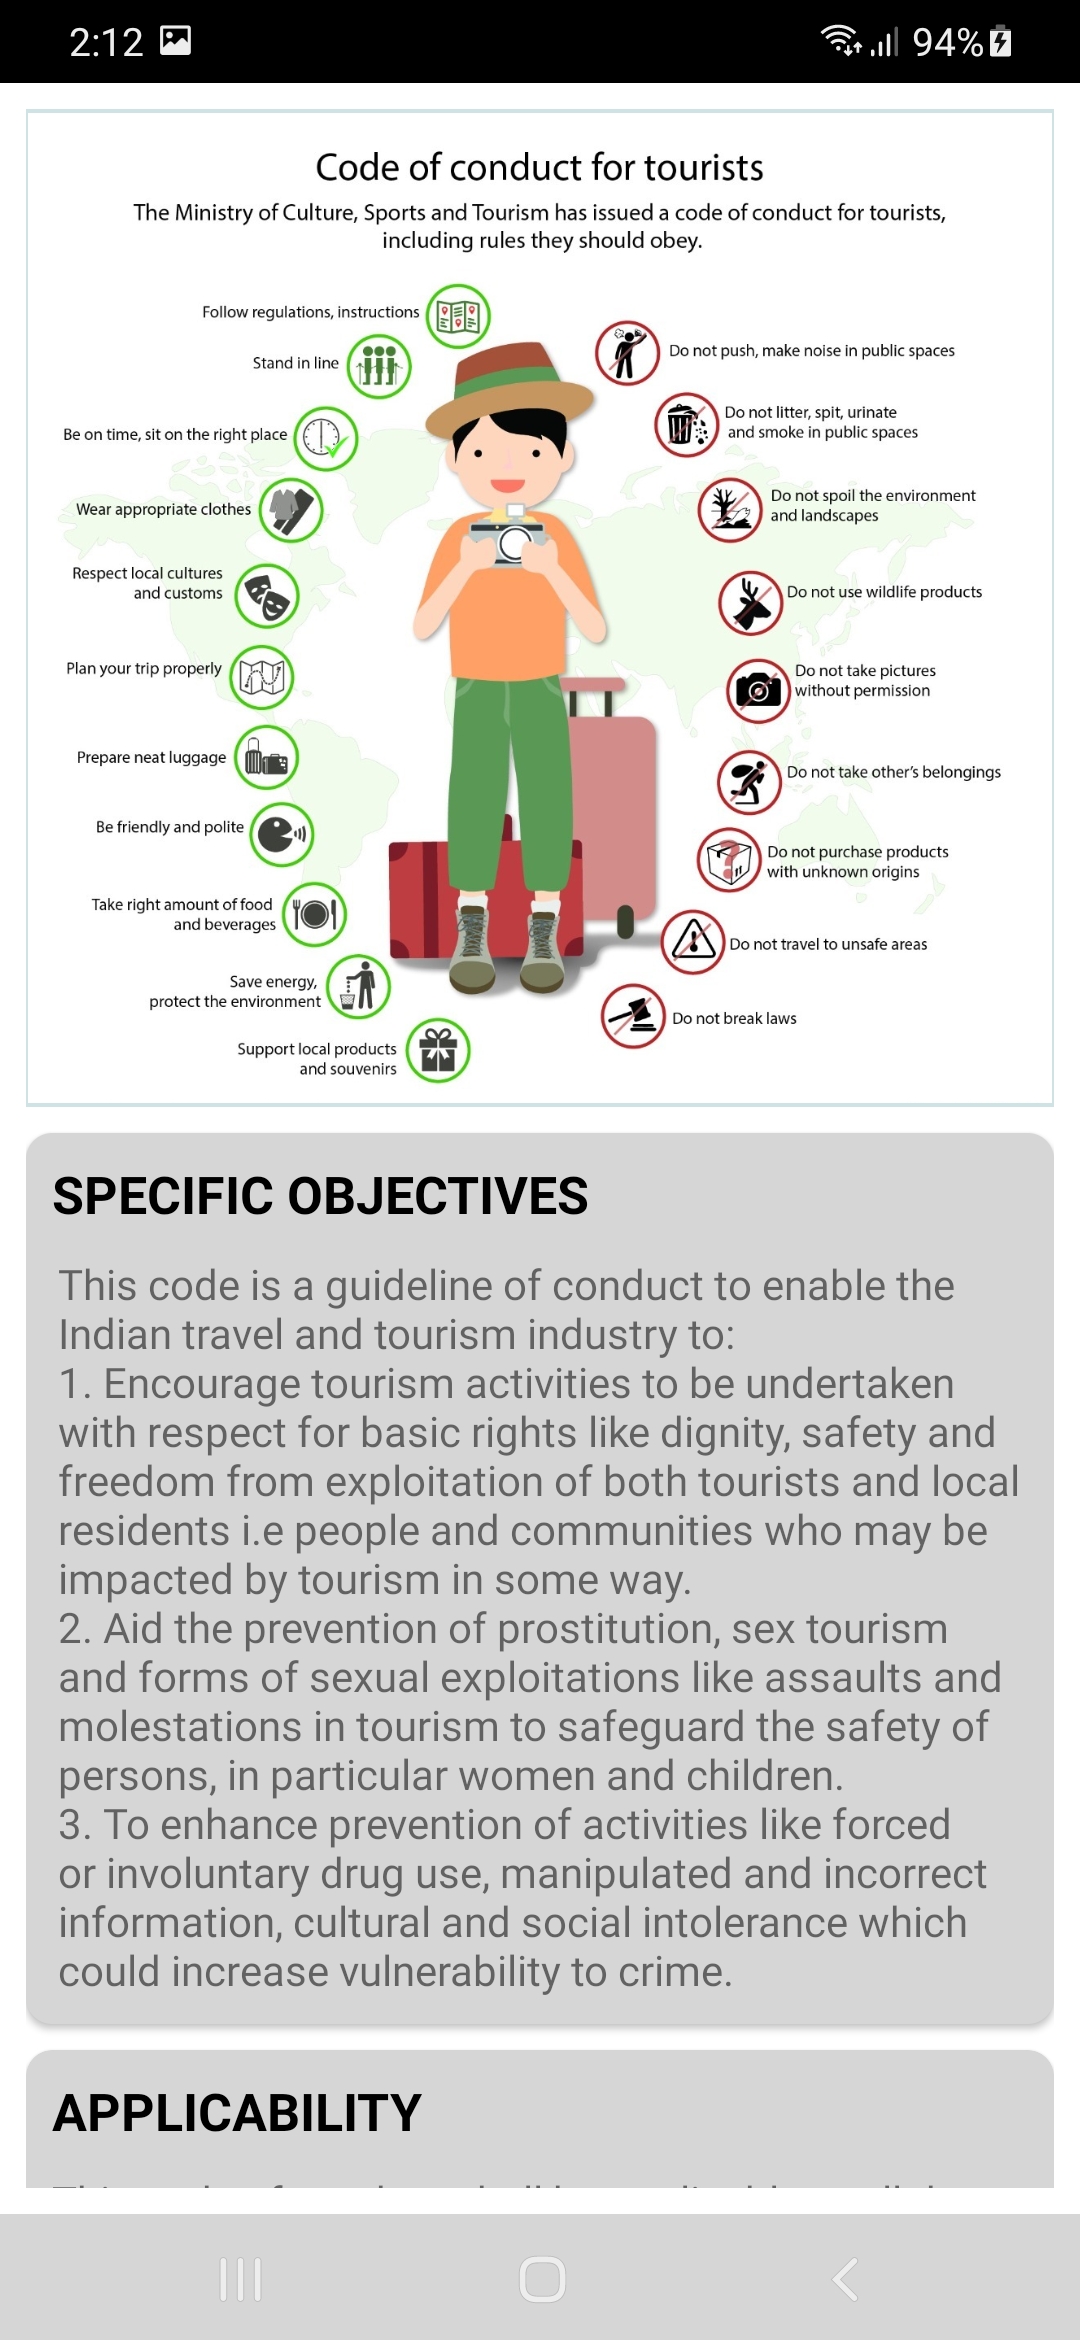 2:12
94%
Code of conduct for tourists
The Ministry of Culture, Sports and Tourism has issued a code of conduct for tourists,
including rules they should obey.
Follow regulations, instructions
Stand in line
Be on time, sit on the right place
Wear appropriate clothes
Respect local cultures
and customs
Plan your trip properly
Prepare neat luggage
Be friendly and polite
Take right amount of food
and beverages
Save energy,
protect the environment
Support local products
and souvenirs
Do not push, make noise in public spaces
Do not litter, spit, urinate
and smoke in public spaces
Do not spoil the environment
and landscapes
Do not use wildlife products
Do not take pictures
without permission
Do not take other's belongings
Do not purchase products
with unknown origins
Do not travel to unsafe areas
Do not break laws
SPECIFIC OBJECTIVES
This code is a guideline of conduct to enable the
Indian travel and tourism industry to:
1. Encourage tourism activities to be undertaken
with respect for basic rights like dignity, safety and
freedom from exploitation of both tourists and local
residents i.e people and communities who may be
impacted by tourism in some way.
2. Aid the prevention of prostitution, sex tourism
and forms of sexual exploitations like assaults and
molestations in tourism to safeguard the safety of
persons, in particular women and children.
3. To enhance prevention of activities like forced
or involuntary drug use, manipulated and incorrect
information, cultural and social intolerance which
could increase vulnerability to crime.
APPLICABILITY